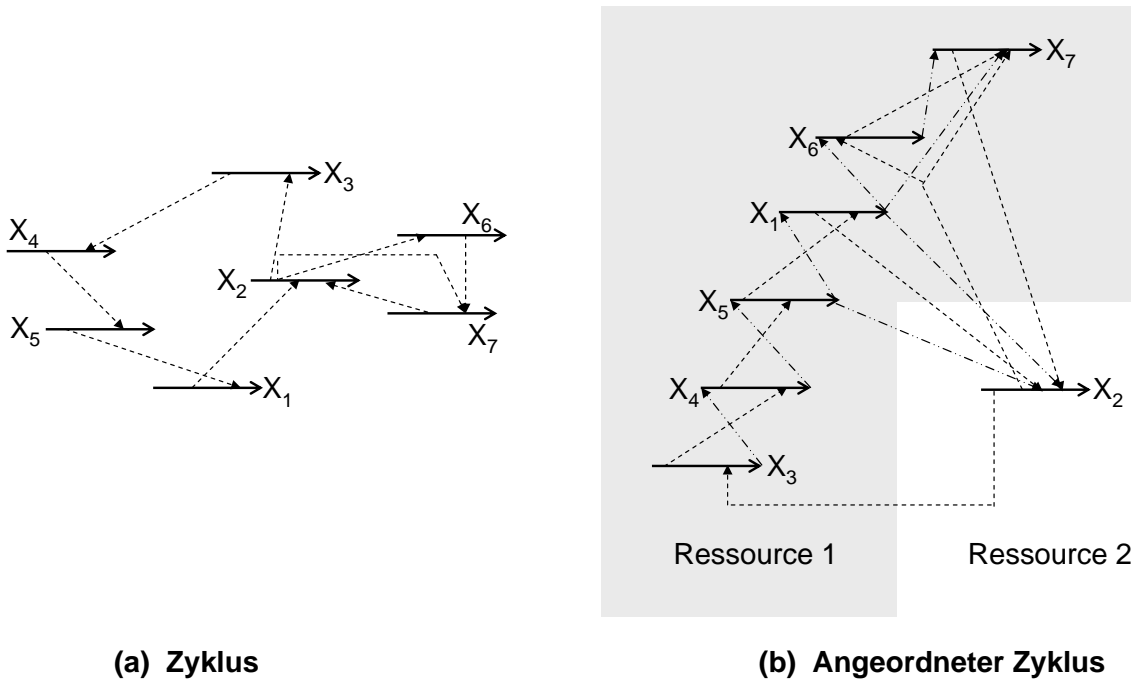 X3
X4
X6
X2
X5
X7
X1
(a) Zyklus
X7
X6
X1
X5
X4
X2
X3
Ressource 1
Ressource 2
(b) Angeordneter Zyklus